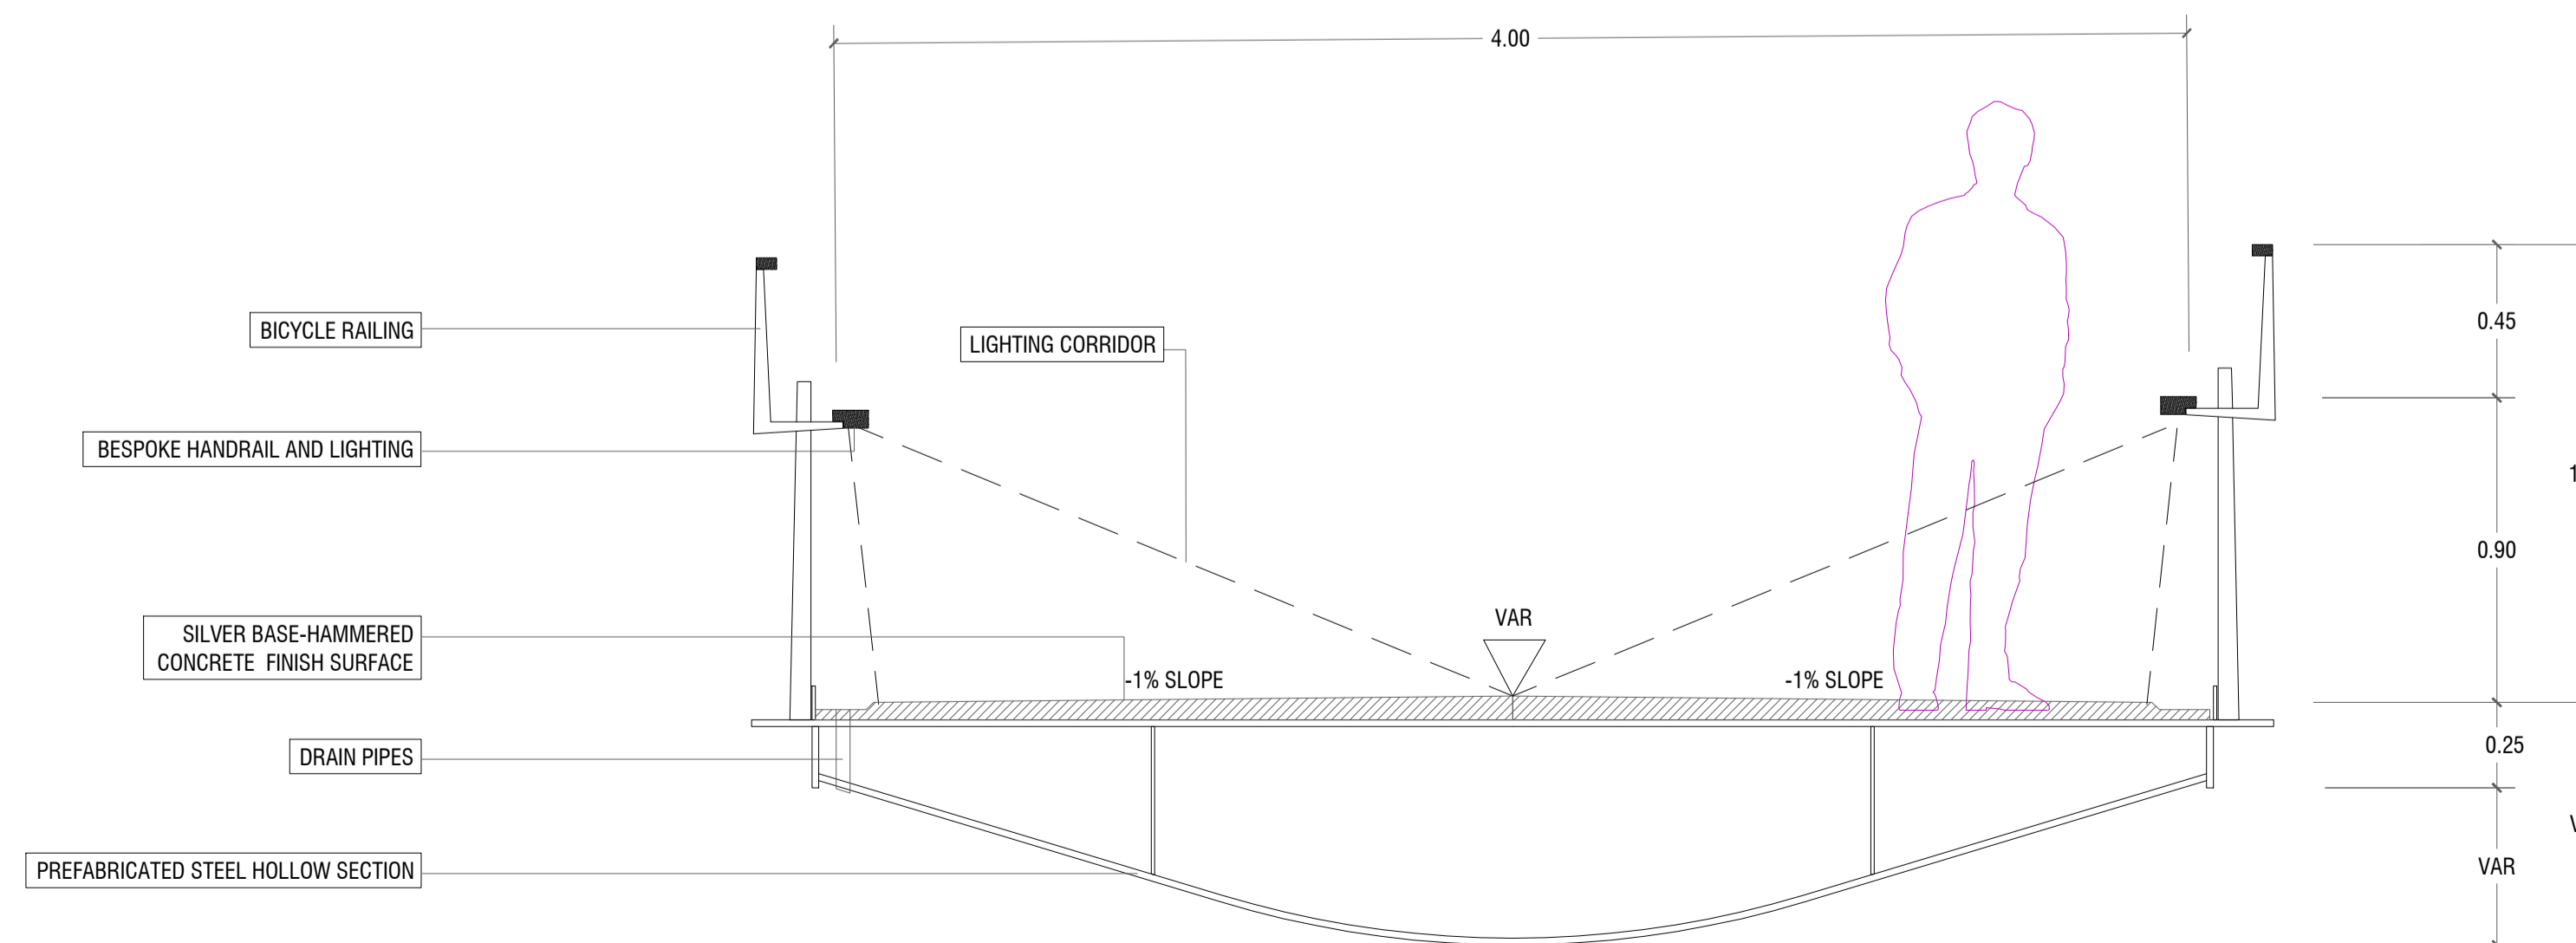 4.00
BICYCLE RAILING
LIGHTING CORRIDOR
0.45
BESPOKE HANDRAIL AND LIGHTING
0.90
VAR
SILVER BASE-HAMMERED
CONCRETE FINISH SURFACE
-1% SLOPE
-1% SLOPE
0.25
DRAIN PIPES
PREFABRICATED STEEL HOLLOW SECTION
VAR